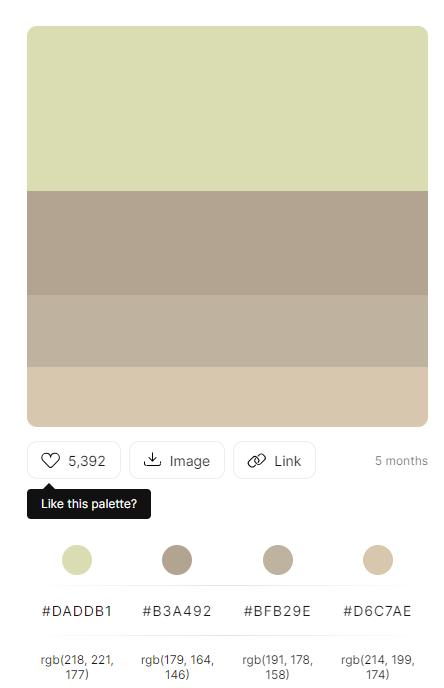 5,392
Image
Link
5 months
Like this palette?
#DADDB1
#B3A492
#BFB29E
#D6C7AE
rgb(218, 221,
177)
rgb(179, 164,
146)
rgb(191, 178,
158)
rgb(214, 199,
174)